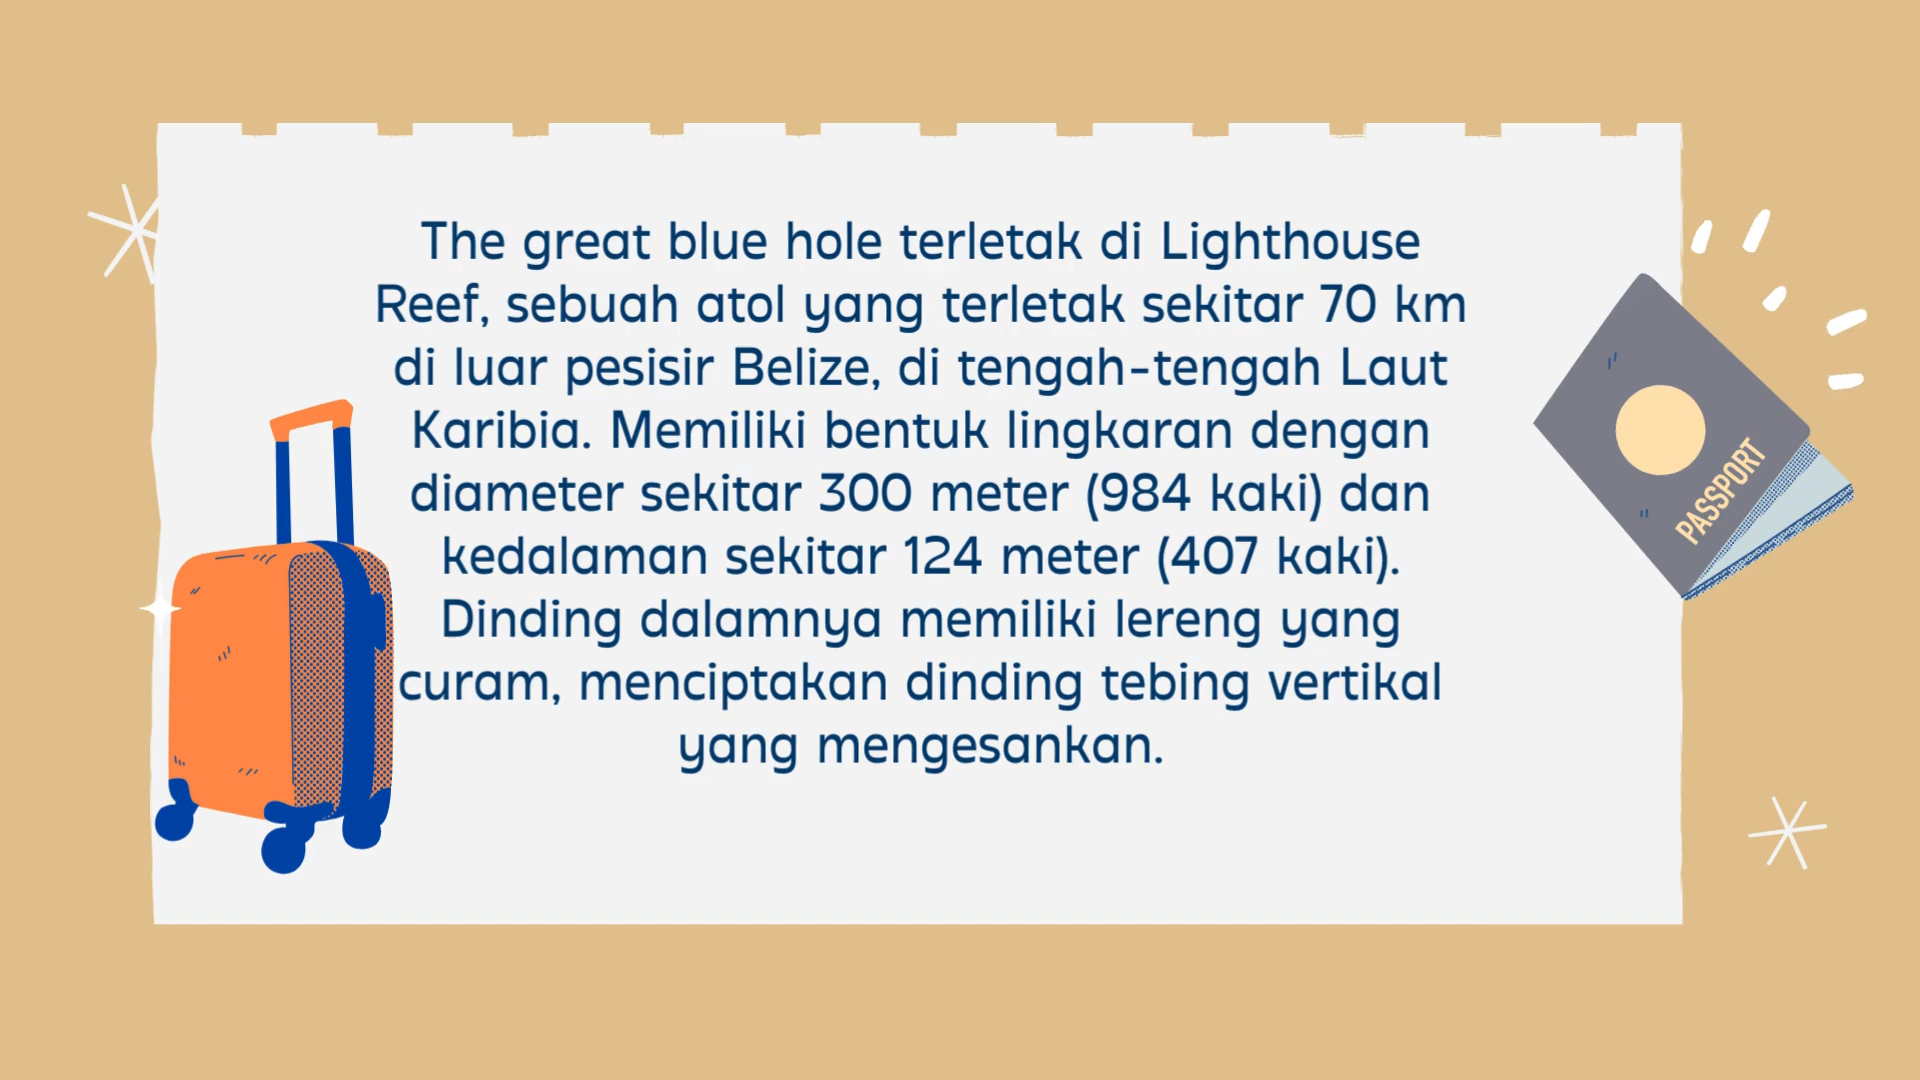 The great blue hole terletak di Lighthouse
Reef, sebuah atol yang terletak sekitar 70 km
di luar pesisir Belize, di tengah-tengah Laut
Karibia. Memiliki bentuk lingkaran dengan
diameter sekitar 300 meter (984 kaki) dan
kedalaman sekitar 124 meter (407 kaki).
Dinding dalamnya memiliki lereng yang
curam, menciptakan dinding tebing vertikal
yang mengesankan.
PASSPORT